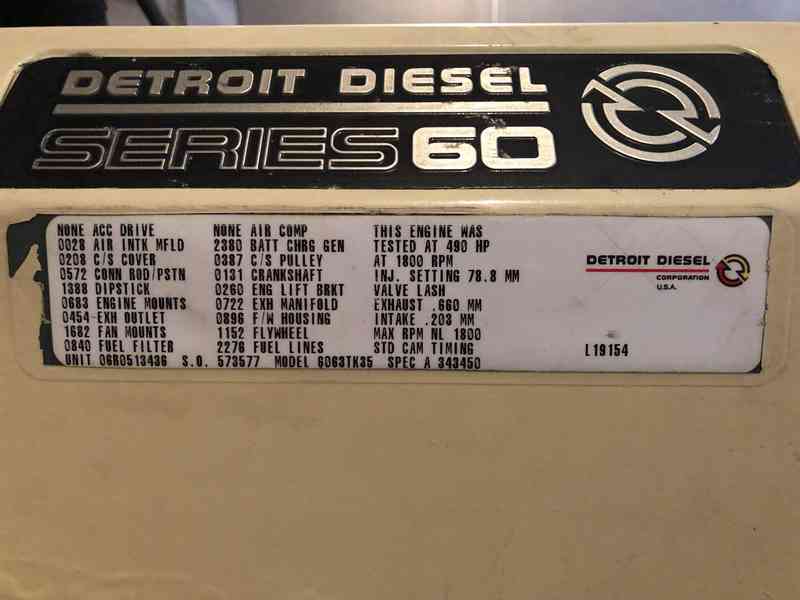 DETROIT DIESEL
SERIES 60
NONE ACC DRIVE NONE AIR COMP THIS ENGINE WAS
0028 AIR INTK MFLD 2380 BATT CHRG GEN TESTED AT 490 HP
0208 C/S COVER 0387 C/S PULLEY AT 1800 RPM
0572 CONN ROD/PSTN 0131 CRANKSHAFT INJ. SETTING 78.8 MM
1388 DIPSTICK 0260 ENG LIFT BRKT VALVE LASH
0683 ENGINE MOUNTS 0722 EXH MANIFOLD EXHAUST .660 MM
0454 EXH OUTLET 0896 F/W HOUSING INTAKE .203 MM
1682 FAN MOUNTS 1152 FLYWHEEL MAX RPM NL 1800
0840 FUEL FILTER 2276 FUEL LINES STD CAM TIMING
UNIT 06R0513436 S.O. 573577 MODEL 6063TK35 SPEC A 343450
DETROIT DIESEL
CORPORATION
U.S.A.
L19154